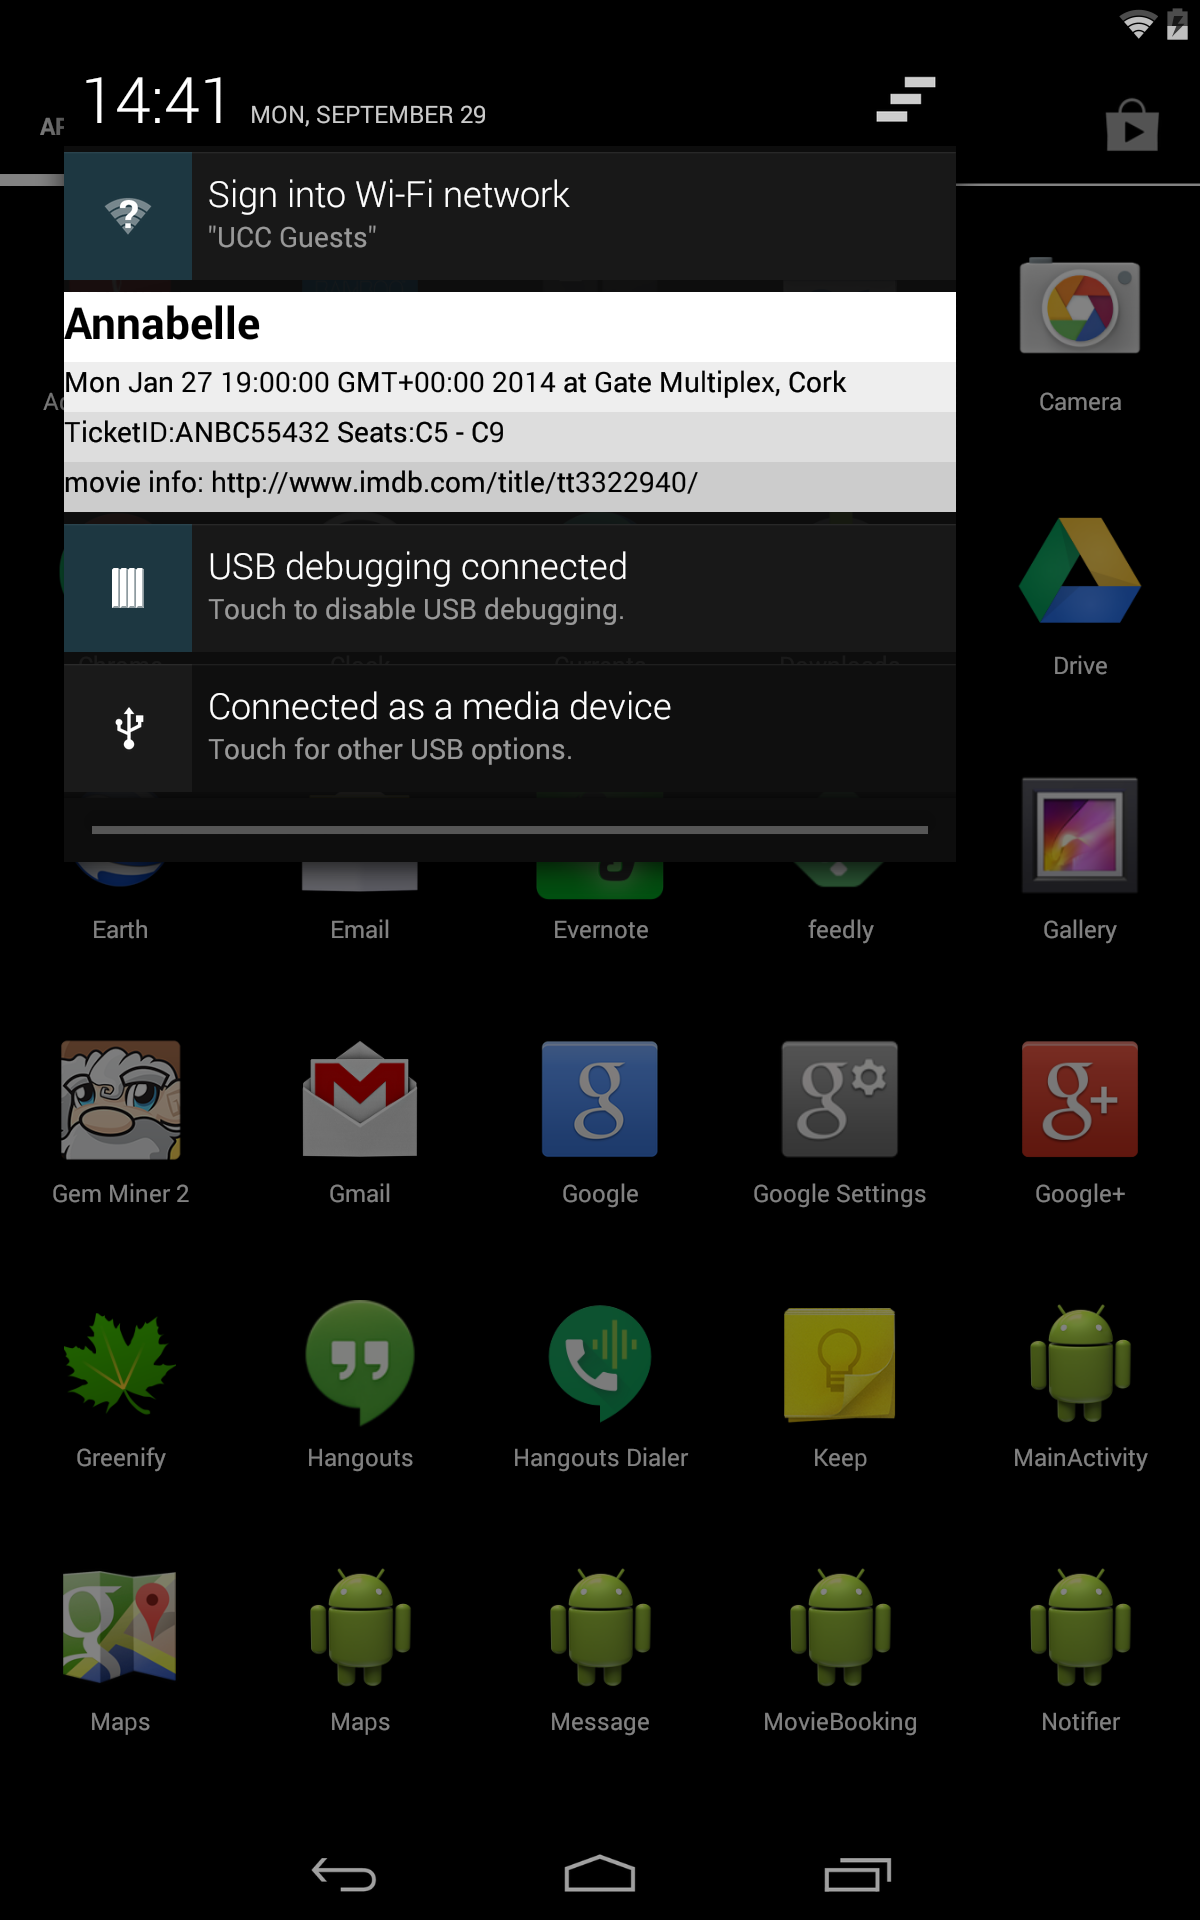 14:41 MON, SEPTEMBER 29
Sign into Wi-Fi network
"UCC Guests"
Annabelle
Mon Jan 27 19:00:00 GMT+00:00 2014 at Gate Multiplex, Cork
TicketID:ANBC55432 Seats:C5 - C9
movie info: http://www.imdb.com/title/tt3322940/
Camera
USB debugging connected
Touch to disable USB debugging.
Chrome Clock Currents Downloads Drive
Connected as a media device
Touch for other USB options.
Earth Email Evernote feedly Gallery
Gem Miner 2 Gmail Google Google Settings Google+
Greenify Hangouts Hangouts Dialer Keep MainActivity
Maps Maps Message MovieBooking Notifier